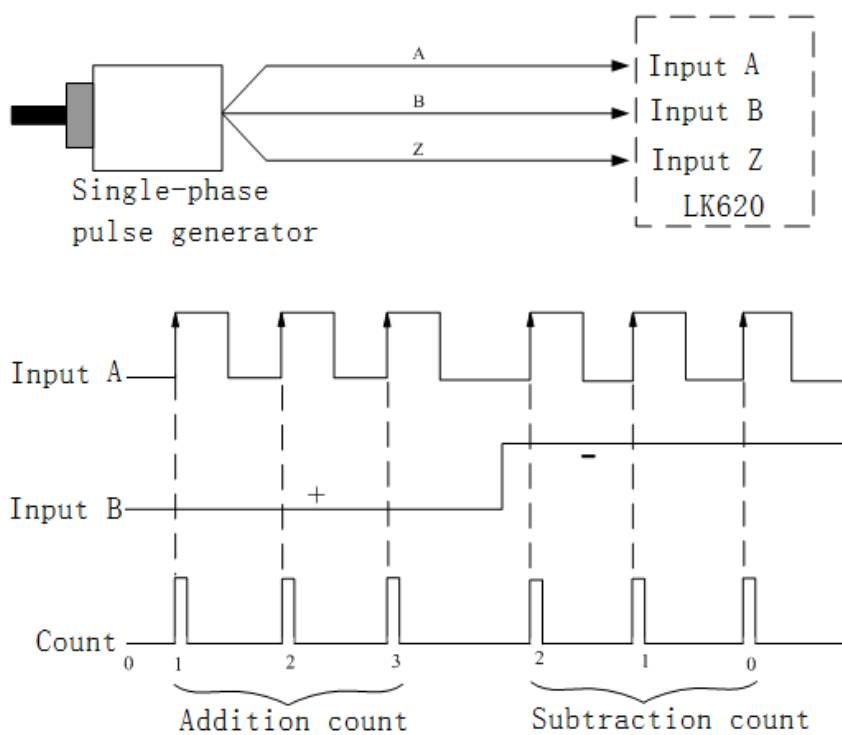 A
Input A
B
Input B
Z
Input Z
LK620
Single-phase
pulse generator
Input A
-
+
Input B
Count
0 1 2 3 2 1 0
Addition count
Subtraction count